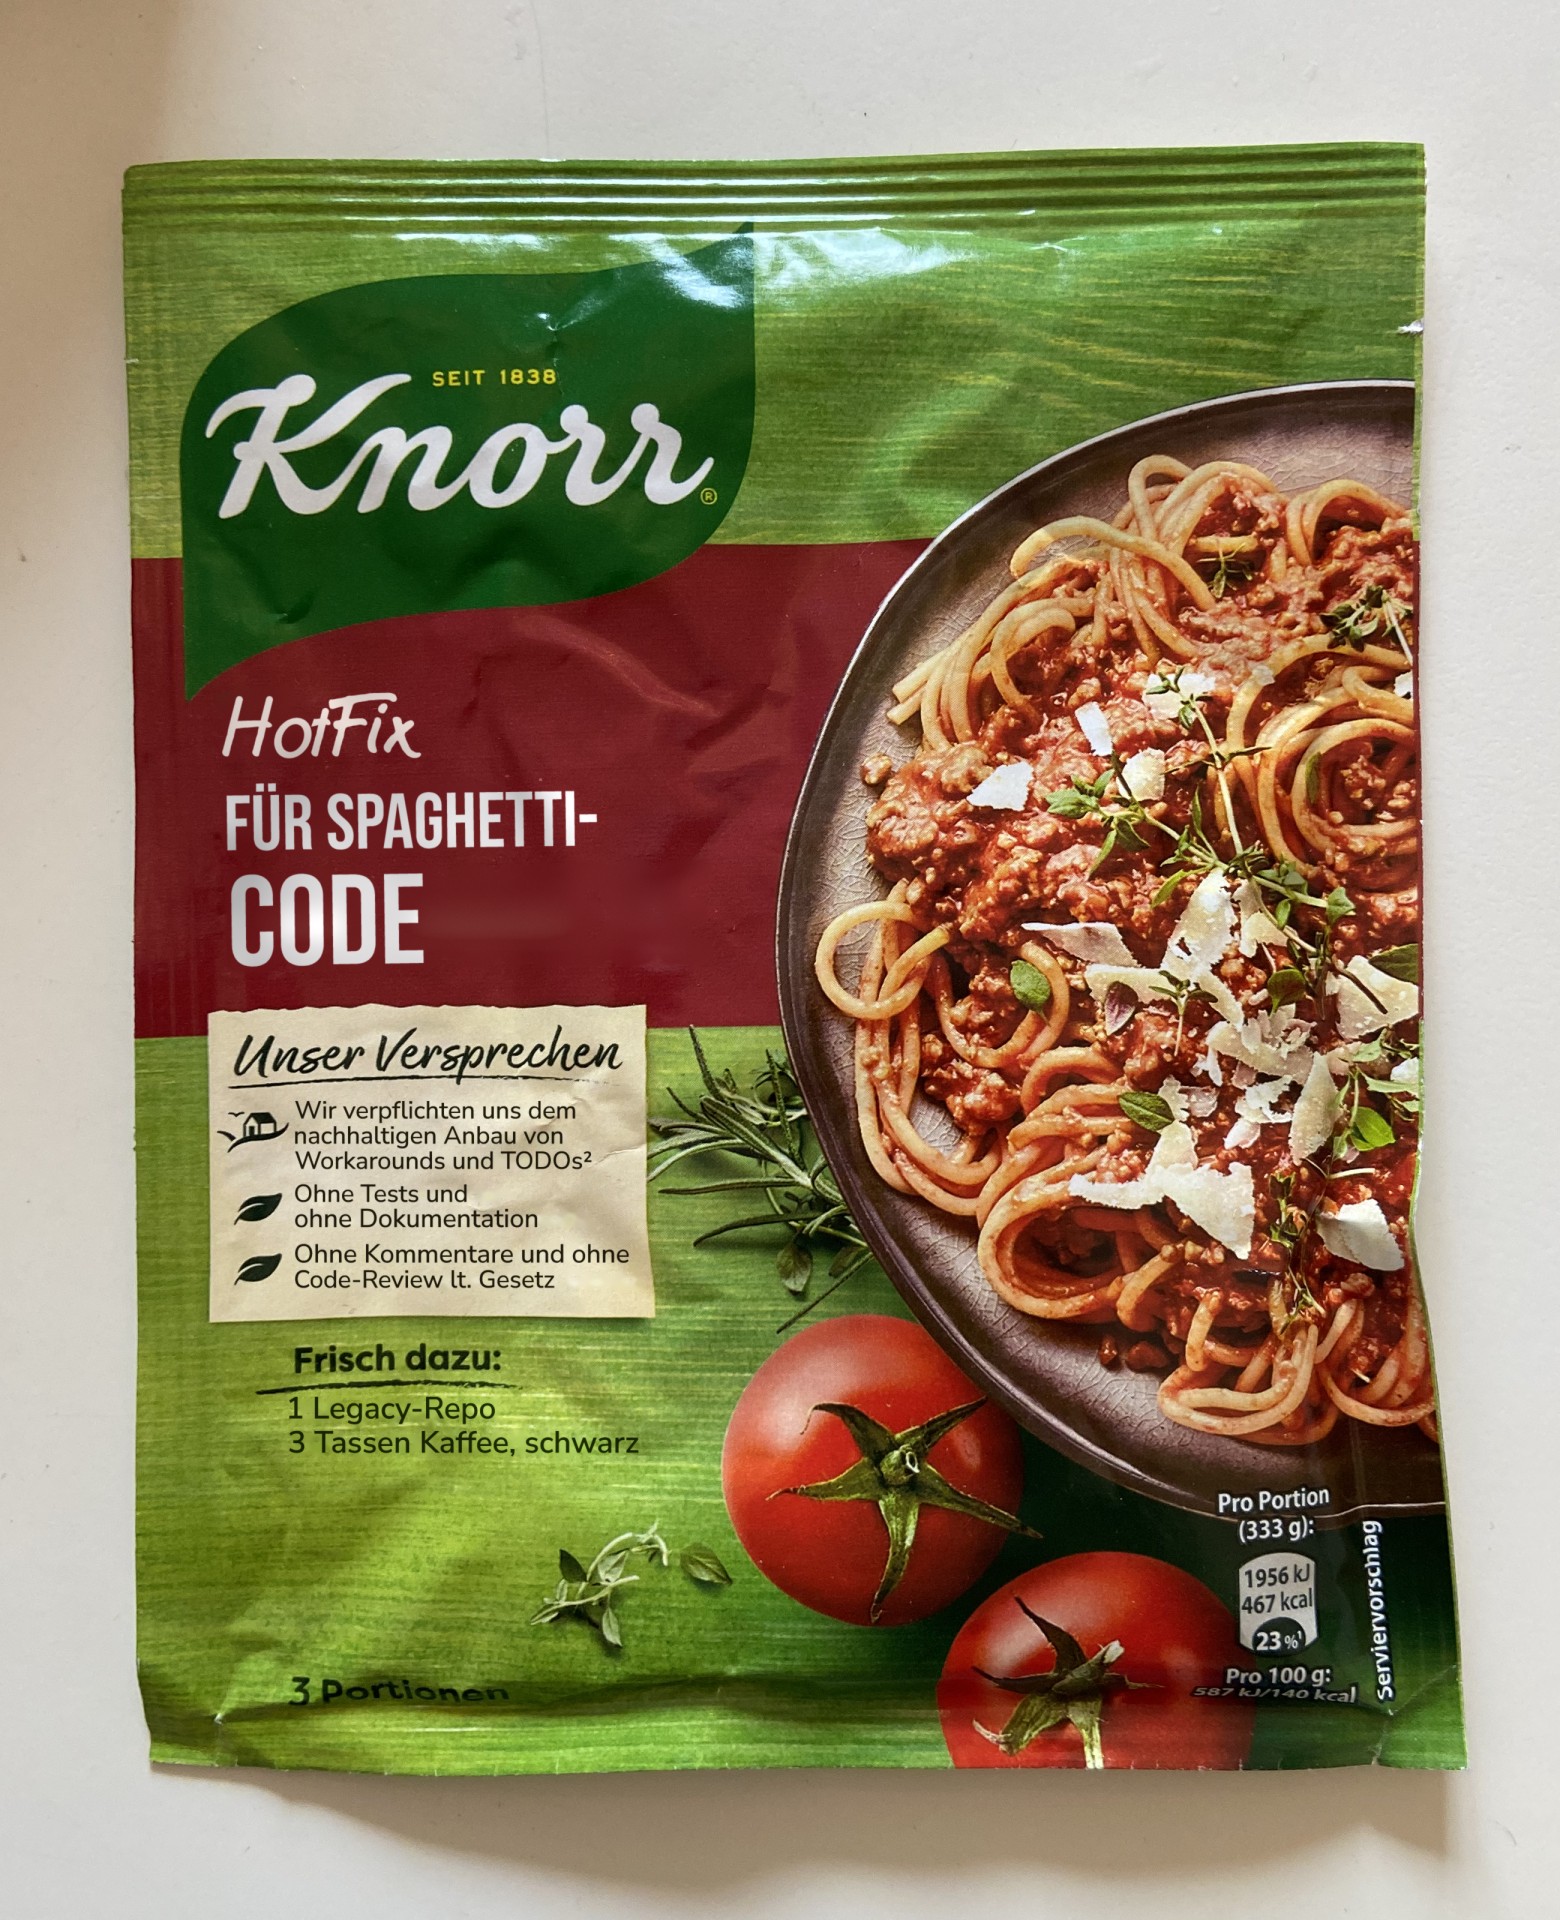 SEIT 1838
Knorr®
HotFix
FÜR SPAGHETTI-
CODE
Unser Versprechen
Wir verpflichten uns dem
nachhaltigen Anbau von
Workarounds und TODOs²
Ohne Tests und
ohne Dokumentation
Ohne Kommentare und ohne
Code-Review lt. Gesetz
Frisch dazu:
1 Legacy-Repo
3 Tassen Kaffee, schwarz
3 Portionen
Pro Portion
(333 g):
1956 kJ
467 kcal
23%¹
Pro 100 g:
587 kJ/140 kcal
Serviervorschlag